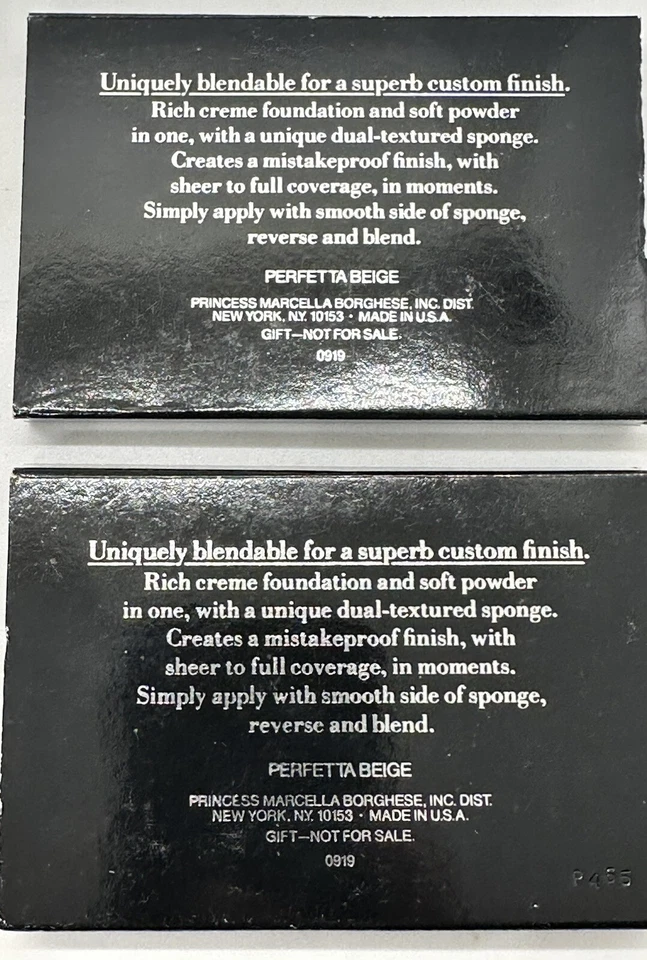 Uniquely blendable for a superb custom finish.
Rich creme foundation and soft powder
in one, with a unique dual-textured sponge.
Creates a mistakeproof finish, with
sheer to full coverage, in moments.
Simply apply with smooth side of sponge,
reverse and blend.
PERFETTA BEIGE
PRINCESS MARCELLA BORGHESE, INC. DIST.
NEW YORK, N.Y. 10153 • MADE IN U.S.A.
GIFT—NOT FOR SALE.
0919
Uniquely blendable for a superb custom finish.
Rich creme foundation and soft powder
in one, with a unique dual-textured sponge.
Creates a mistakeproof finish, with
sheer to full coverage, in moments.
Simply apply with smooth side of sponge,
reverse and blend.
PERFETTA BEIGE
PRINCESS MARCELLA BORGHESE, INC. DIST.
NEW YORK, N.Y. 10153 • MADE IN U.S.A.
GIFT—NOT FOR SALE.
0919